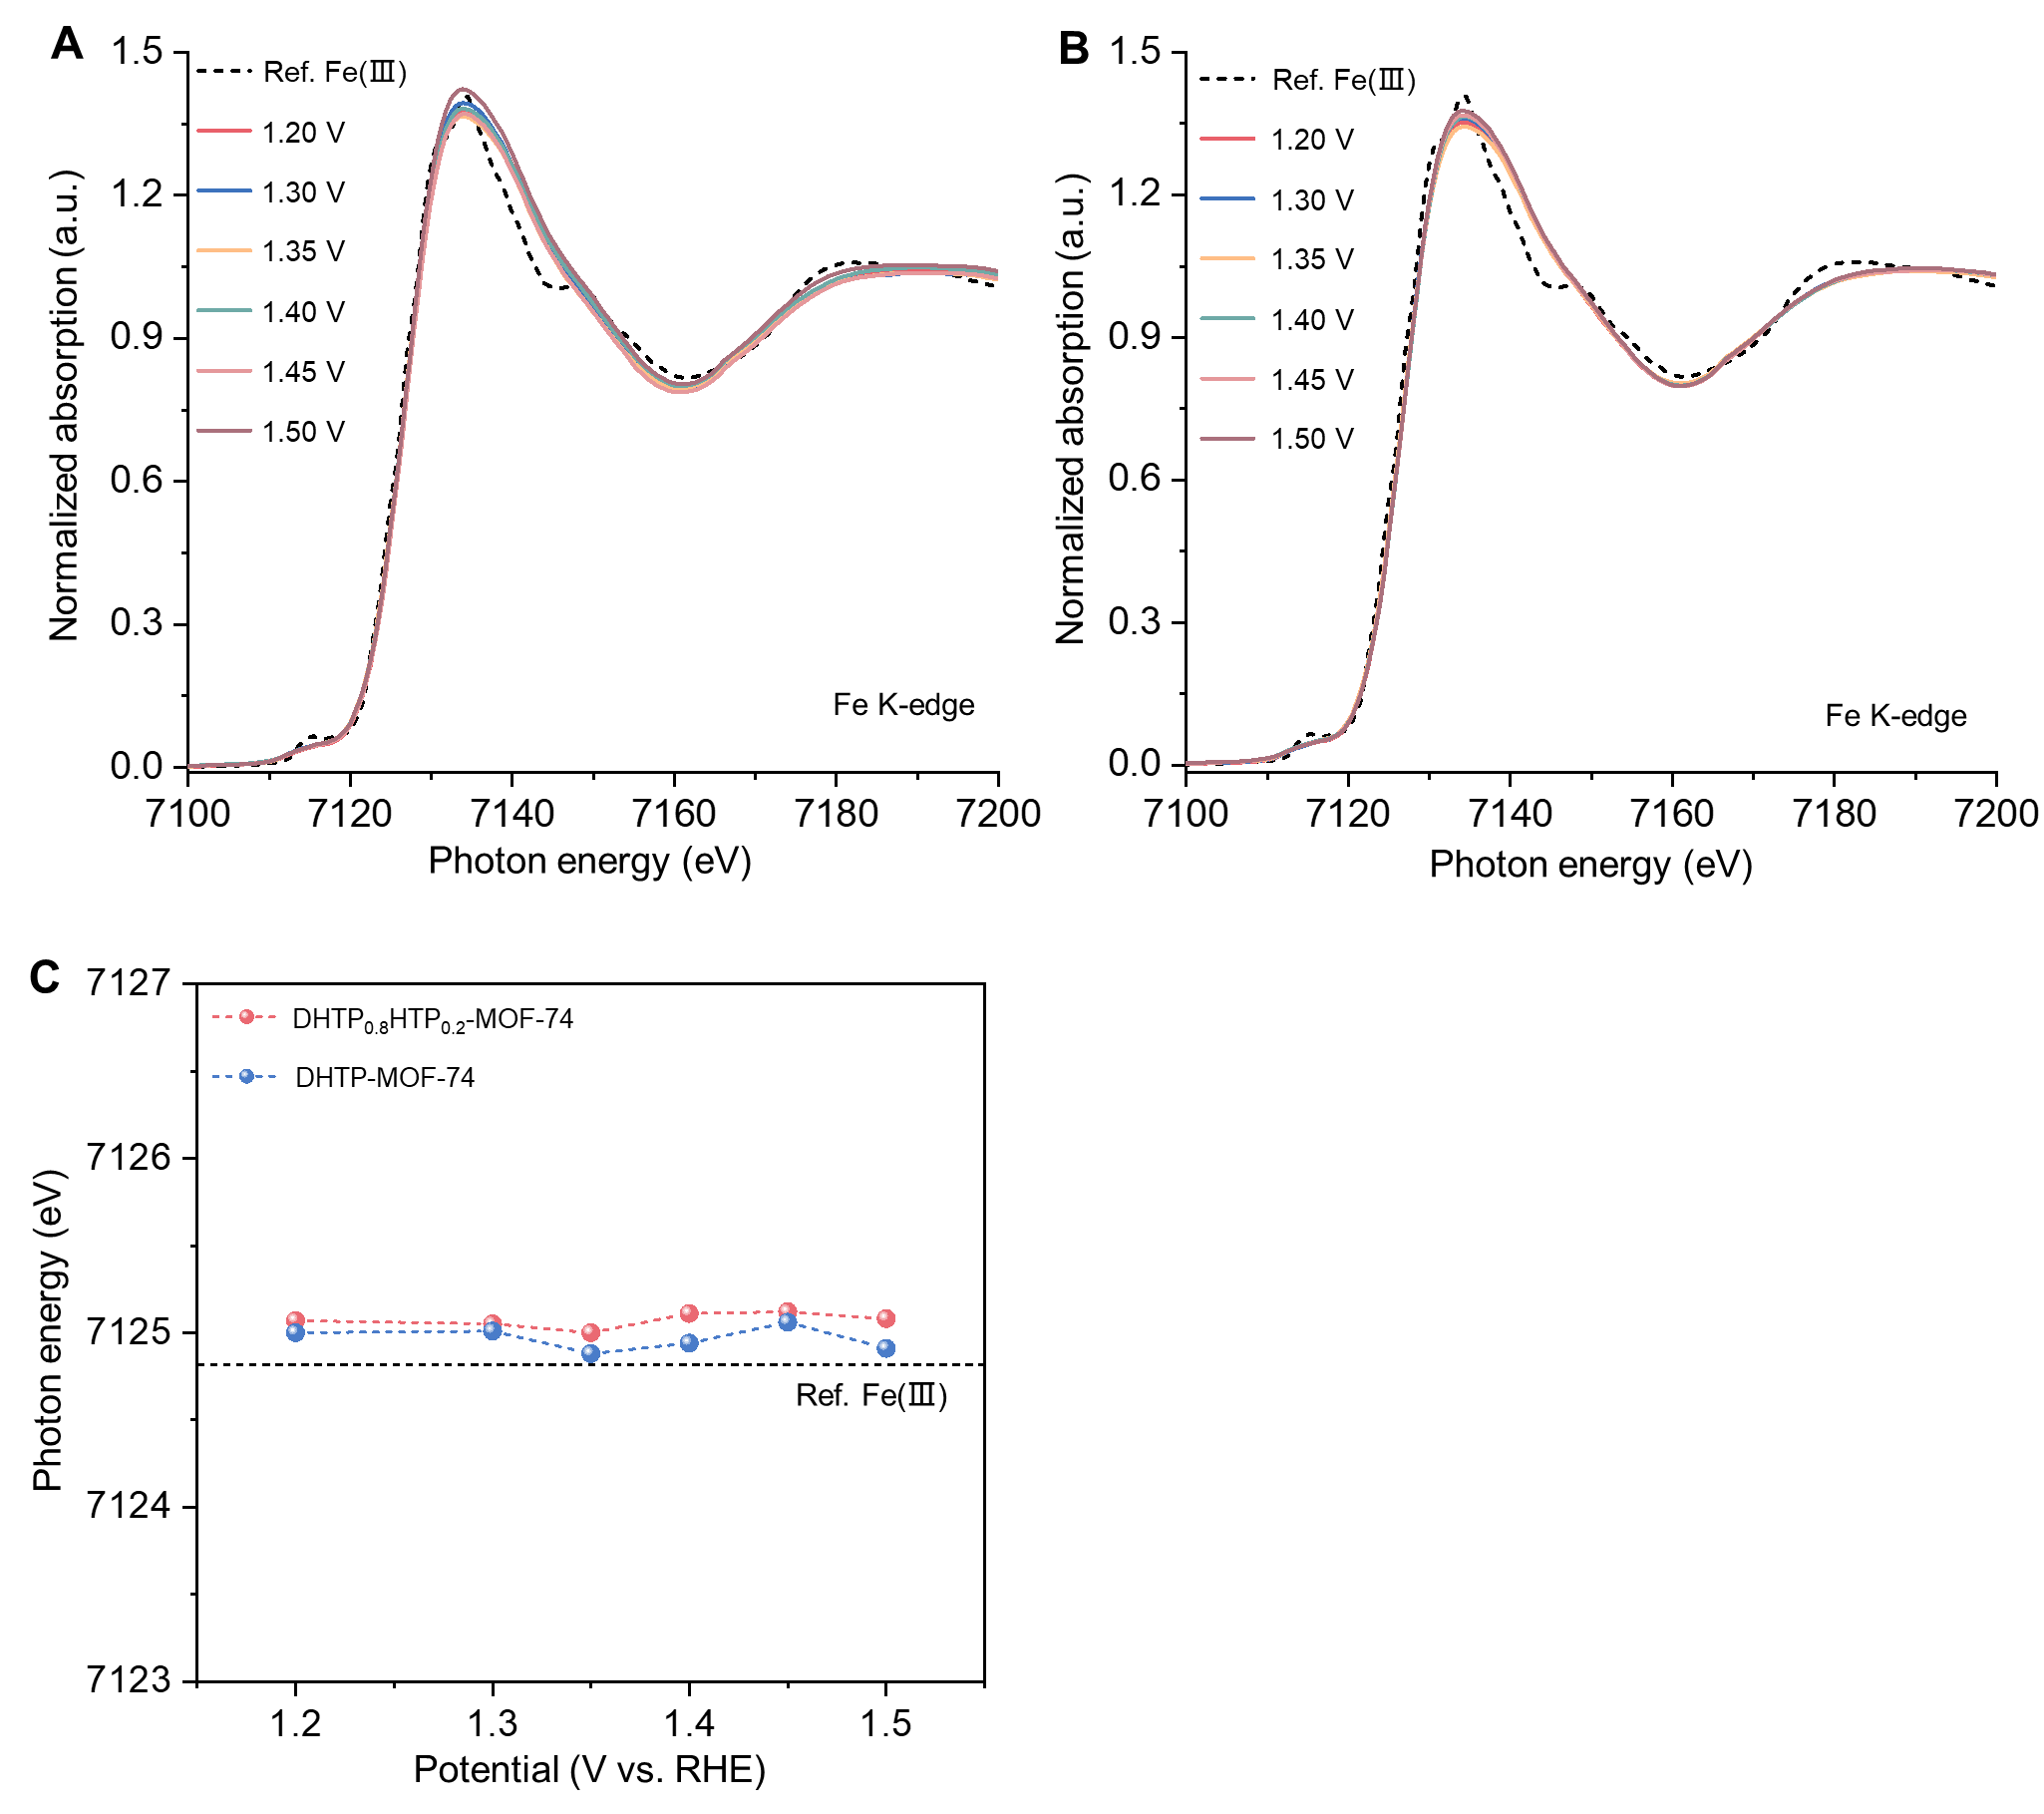 A
Normalized absorption (a.u.)
1.5
1.2
0.9
0.6
0.3
0.0
Ref. Fe(Ⅲ)
1.20 V
1.30 V
1.35 V
1.40 V
1.45 V
1.50 V
Fe K-edge
7100 7120 7140 7160 7180 7200
Photon energy (eV)
B
Normalized absorption (a.u.)
1.5
1.2
0.9
0.6
0.3
0.0
Ref. Fe(Ⅲ)
1.20 V
1.30 V
1.35 V
1.40 V
1.45 V
1.50 V
Fe K-edge
7100 7120 7140 7160 7180 7200
Photon energy (eV)
C
Photon energy (eV)
7127
7126
7125
7124
7123
DHTP0.8HTP0.2-MOF-74
DHTP-MOF-74
Ref. Fe(Ⅲ)
1.2 1.3 1.4 1.5
Potential (V vs. RHE)